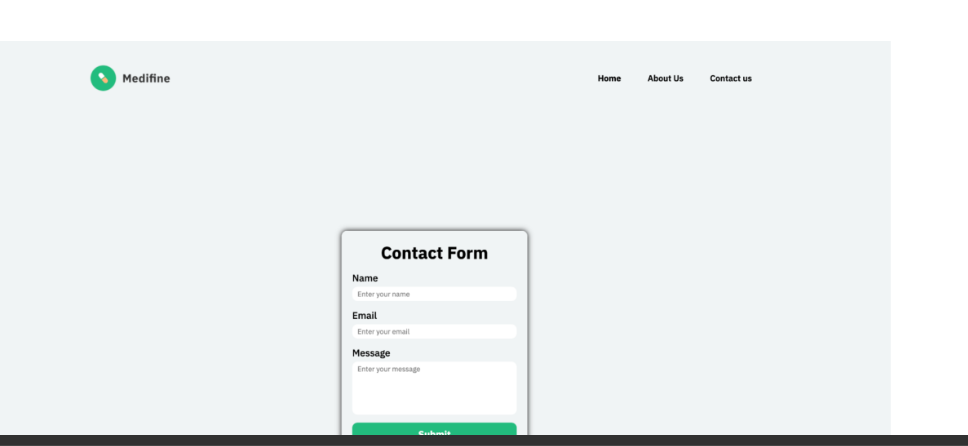 Medifine
Home About Us Contact us
Contact Form
Name
Enter your name
Email
Enter your email
Message
Enter your message
Submit